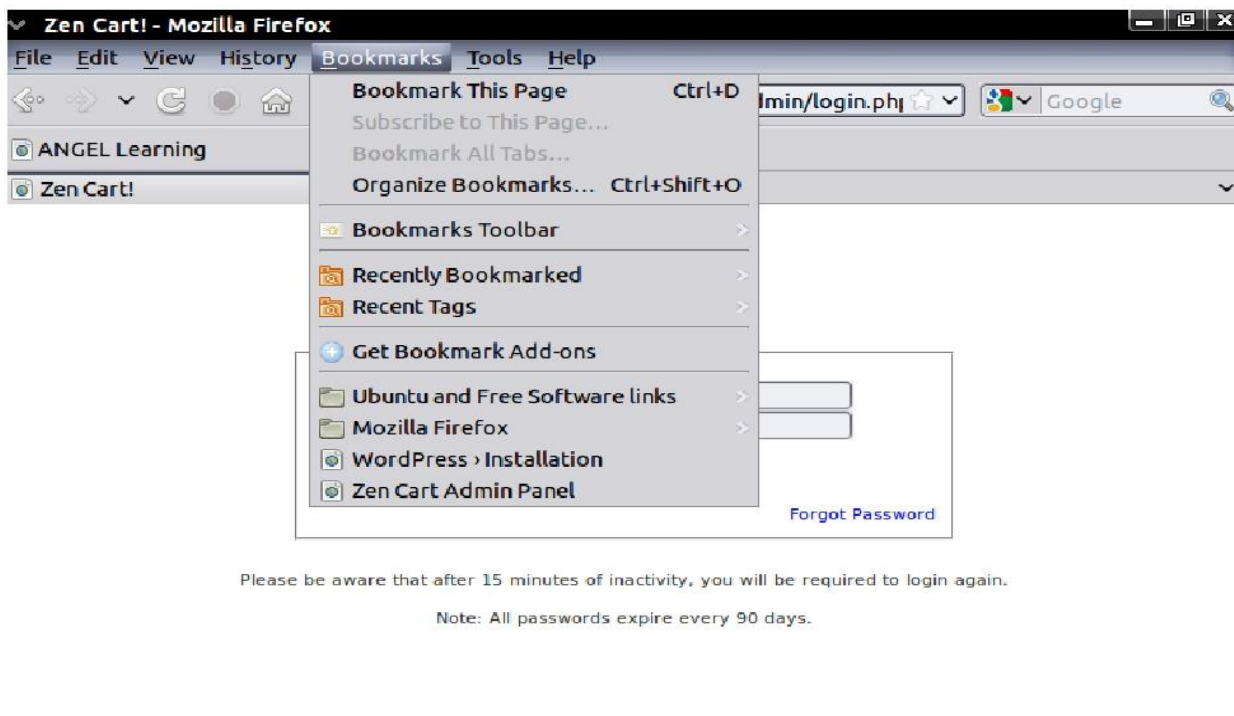 Zen Cart! - Mozilla Firefox
File Edit View History Bookmarks Tools Help
Bookmark This Page Ctrl+D
Subscribe to This Page...
Bookmark All Tabs...
Organize Bookmarks... Ctrl+Shift+O
Bookmarks Toolbar
Recently Bookmarked
Recent Tags
Get Bookmark Add-ons
Ubuntu and Free Software links
Mozilla Firefox
WordPress › Installation
Zen Cart Admin Panel
Google
ANGEL Learning
Zen Cart!
Forgot Password
Please be aware that after 15 minutes of inactivity, you will be required to login again.
Note: All passwords expire every 90 days.